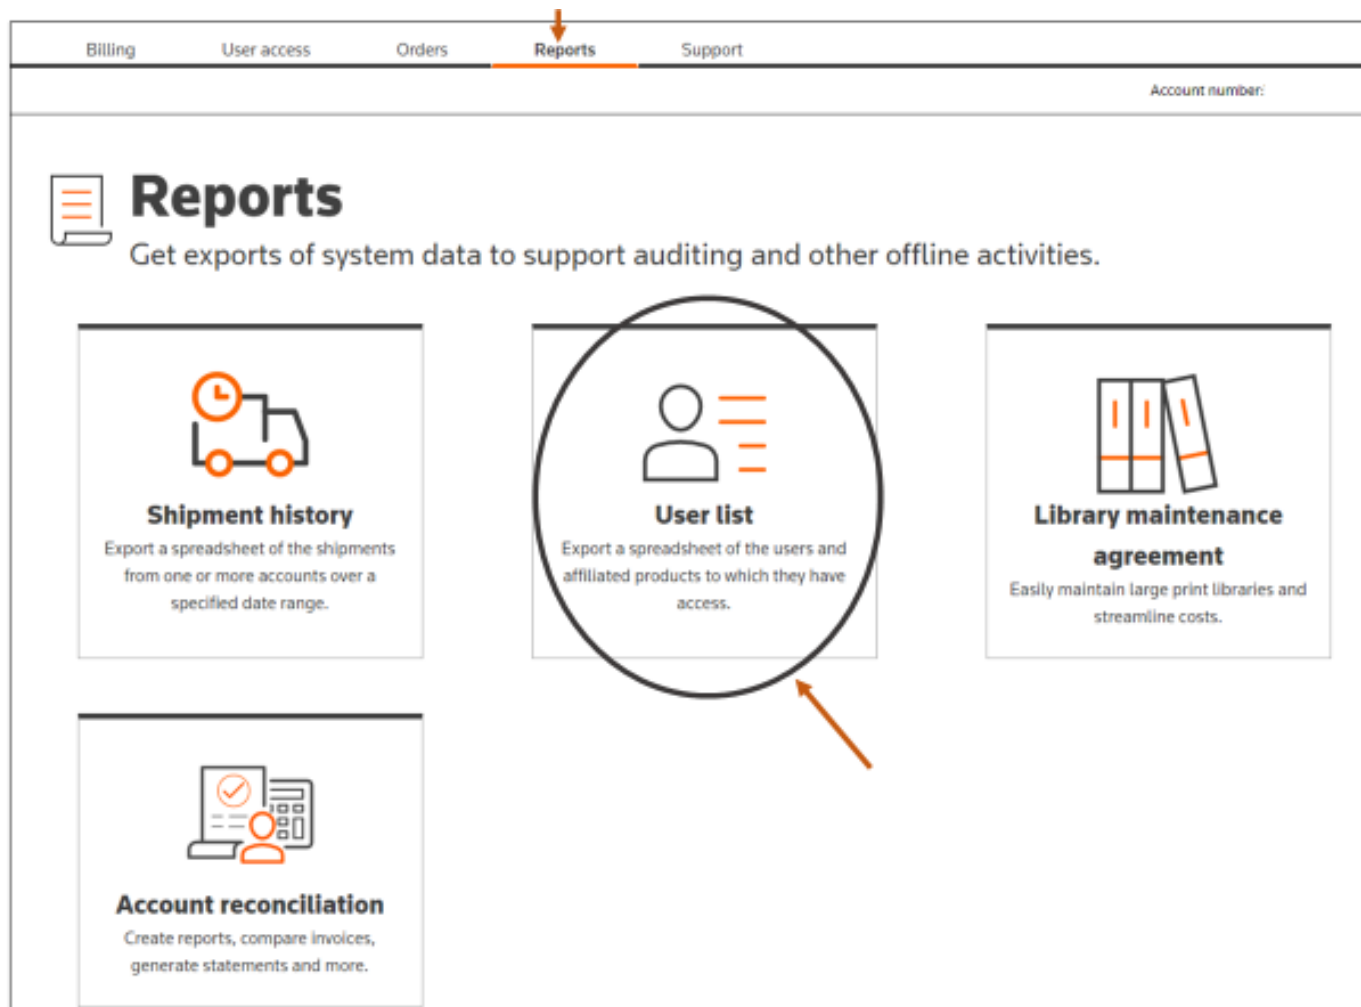 Billing User access Orders Reports Support
Account number:
Reports
Get exports of system data to support auditing and other offline activities.
Shipment history
Export a spreadsheet of the shipments
from one or more accounts over a
specified date range.
User list
Export a spreadsheet of the users and
affiliated products to which they have
access.
Library maintenance
agreement
Easily maintain large print libraries and
streamline costs.
Account reconciliation
Create reports, compare invoices,
generate statements and more.